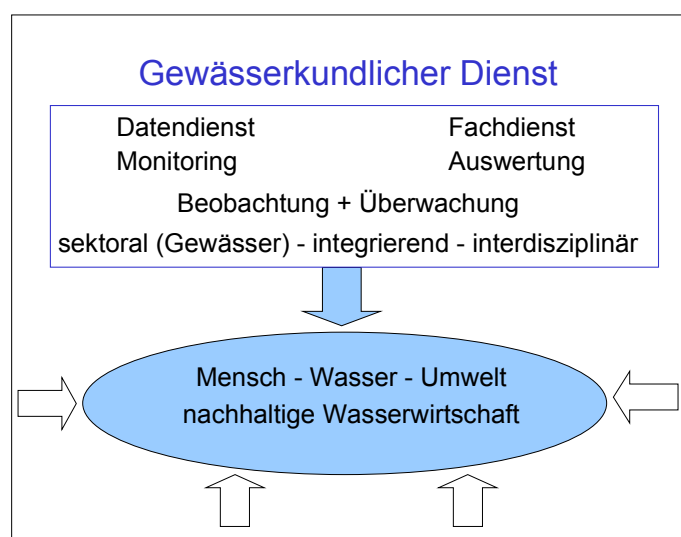 Gewässerkundlicher Dienst
Datendienst Fachdienst
Monitoring Auswertung
Beobachtung + Überwachung
sektoral (Gewässer) - integrierend - interdisziplinär
Mensch - Wasser - Umwelt
nachhaltige Wasserwirtschaft